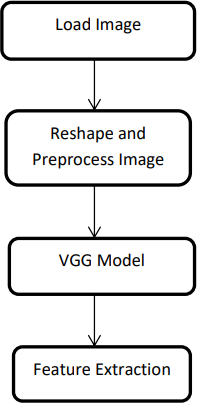 Load Image
Reshape and
Preprocess Image
VGG Model
Feature Extraction